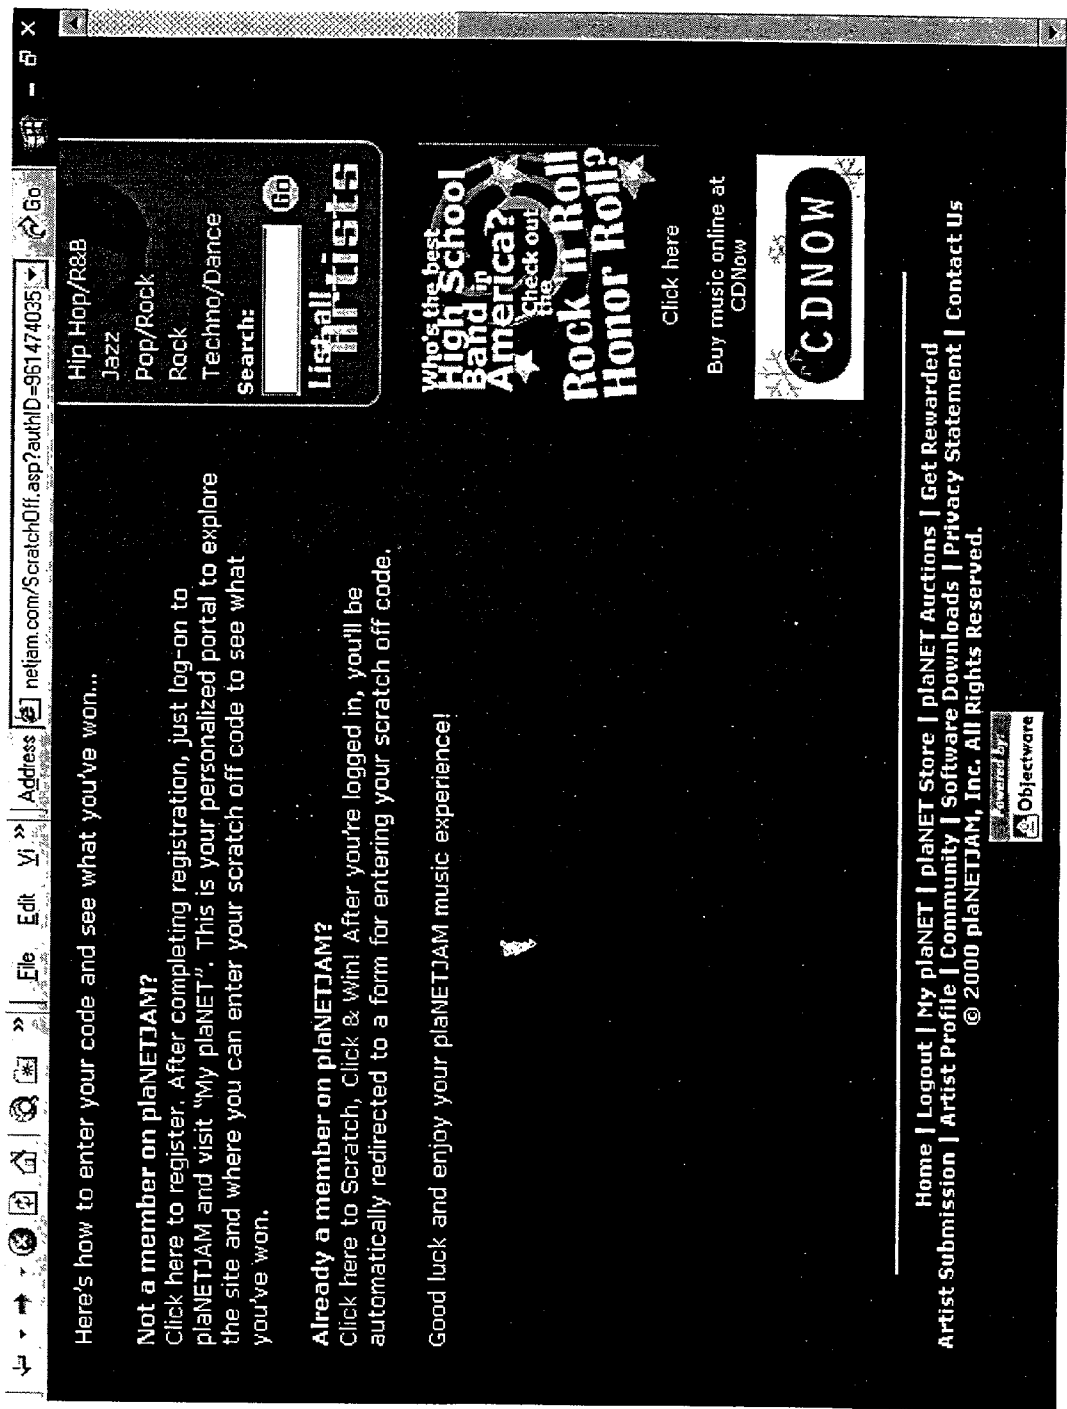 File Edit Vi » Address netjam.com/ScratchOff.asp?authID=961474035 Go
Here's how to enter your code and see what you've won...
Not a member on plaNETJAM?
Click here to register. After completing registration, just log-on to
plaNETJAM and visit "My plaNET". This is your personalized portal to explore
the site and where you can enter your scratch off code to see what
you've won.
Already a member on plaNETJAM?
Click here to Scratch, Click & Win! After you're logged in, you'll be
automatically redirected to a form for entering your scratch off code.
Good luck and enjoy your plaNETJAM music experience!
Hip Hop/R&B
Jazz
Pop/Rock
Rock
Techno/Dance
Search:
Go
List all
Artists
Who's the best
High School
Band in
America?
Check out
the
Rock n Roll
Honor Roll?
Click here
Buy music online at
CDNow
CDNOW
Home | Logout | My plaNET | plaNET Store | plaNET Auctions | Get Rewarded
Artist Submission | Artist Profile | Community | Software Downloads | Privacy Statement | Contact Us
© 2000 plaNETJAM, Inc. All Rights Reserved.
Powered by:
Objectware